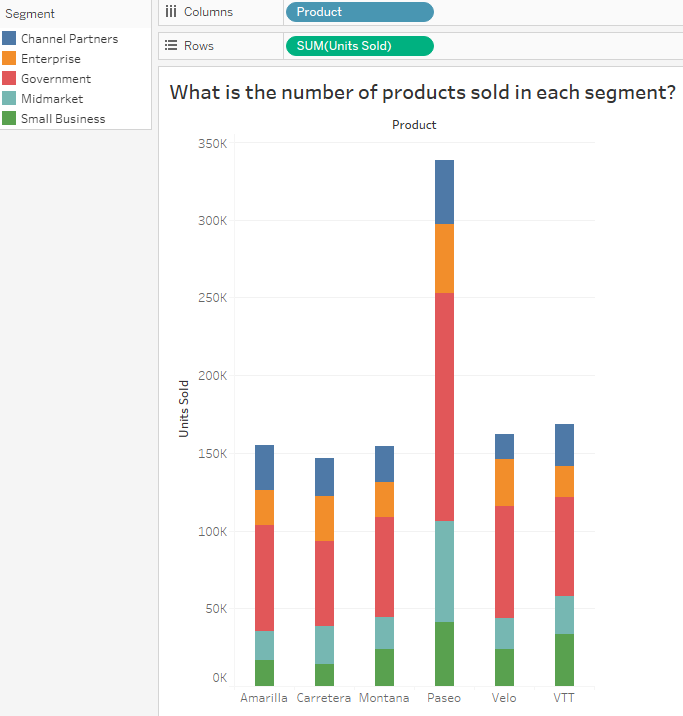 Segment
Channel Partners
Enterprise
Government
Midmarket
Small Business
Columns
Product
Rows
SUM(Units Sold)
What is the number of products sold in each segment?
Product
350K
300K
250K
200K
150K
100K
50K
0K
Units Sold
Amarilla Carretera Montana Paseo Velo VTT